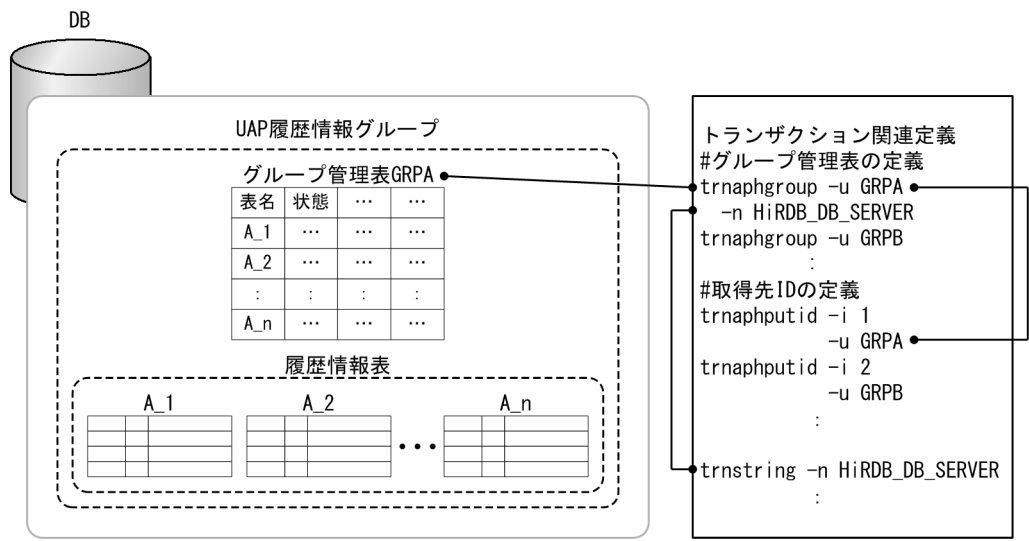 DB
UAP履歴情報グループ
グループ管理表GRPA
表名 状態 … …
A_1 … … …
A_2 … … …
: : : :
A_n … … …
履歴情報表
A_1 A_2 A_n
•••
トランザクション関連定義
#グループ管理表の定義
trnaphgroup -u GRPA
-n HiRDB_DB_SERVER
trnaphgroup -u GRPB
:
#取得先IDの定義
trnaphputid -i 1
-u GRPA
trnaphputid -i 2
-u GRPB
:
trnstring -n HiRDB_DB_SERVER
: